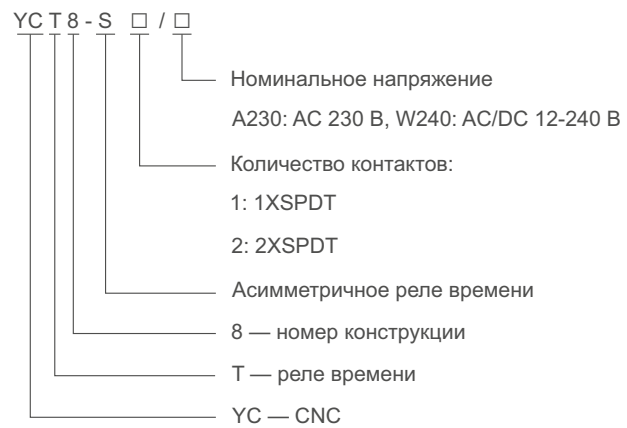 YC T 8 - S □ / □
Номинальное напряжение
A230: AC 230 В, W240: AC/DC 12-240 В
Количество контактов:
1: 1XSPDT
2: 2XSPDT
Асимметричное реле времени
8 — номер конструкции
T — реле времени
YC — CNC